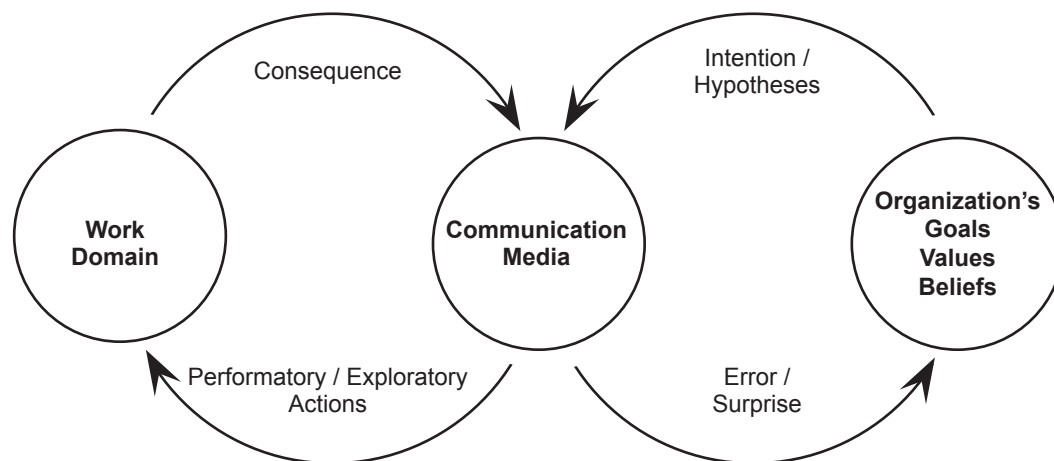 Consequence
Intention /
Hypotheses
Work
Domain
Communication
Media
Organization’s
Goals
Values
Beliefs
Performatory / Exploratory
Actions
Error /
Surprise